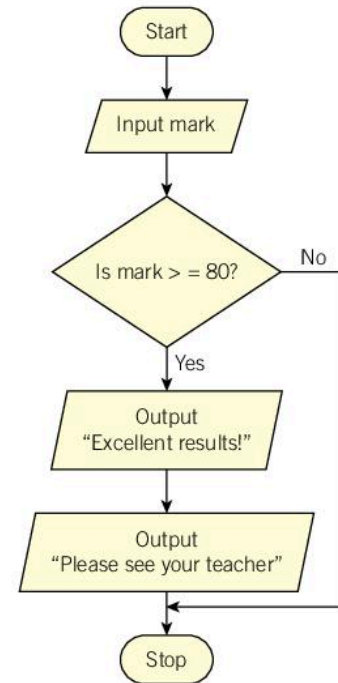 Start
Input mark
Is mark > = 80?
No
Yes
Output
“Excellent results!”
Output
“Please see your teacher”
Stop